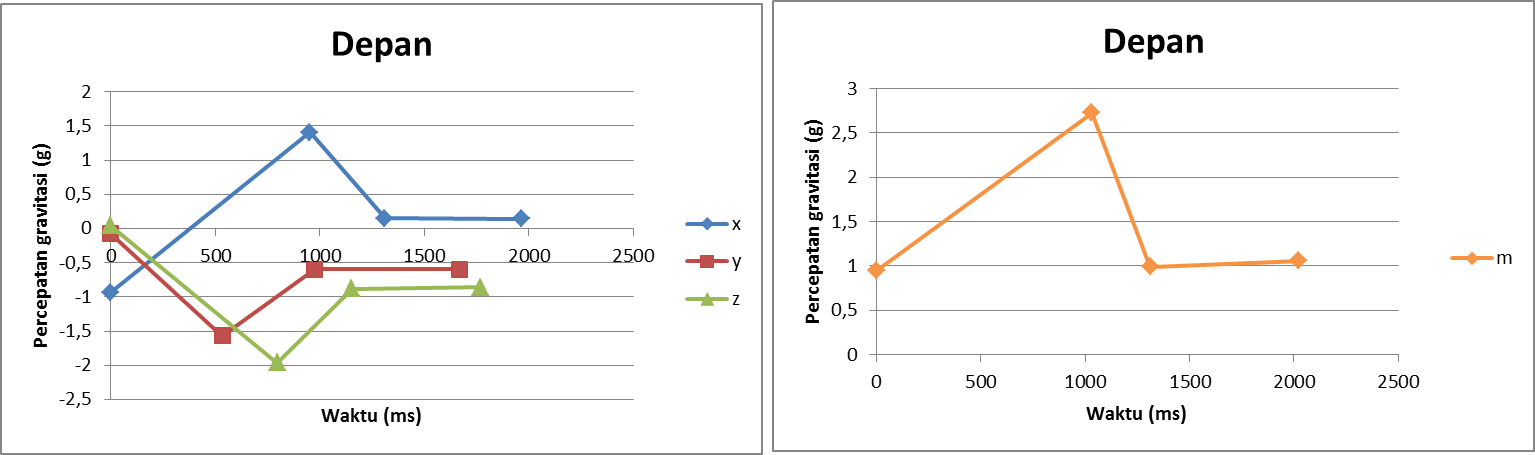 Depan
Percepatan gravitasi (g)
2
1,5
1
0,5
0
-0,5
-1
-1,5
-2
-2,5
0 500 1000 1500 2000 2500
Waktu (ms)
x
y
z
Depan
Percepatan gravitasi (g)
3
2,5
2
1,5
1
0,5
0
0 500 1000 1500 2000 2500
Waktu (ms)
m